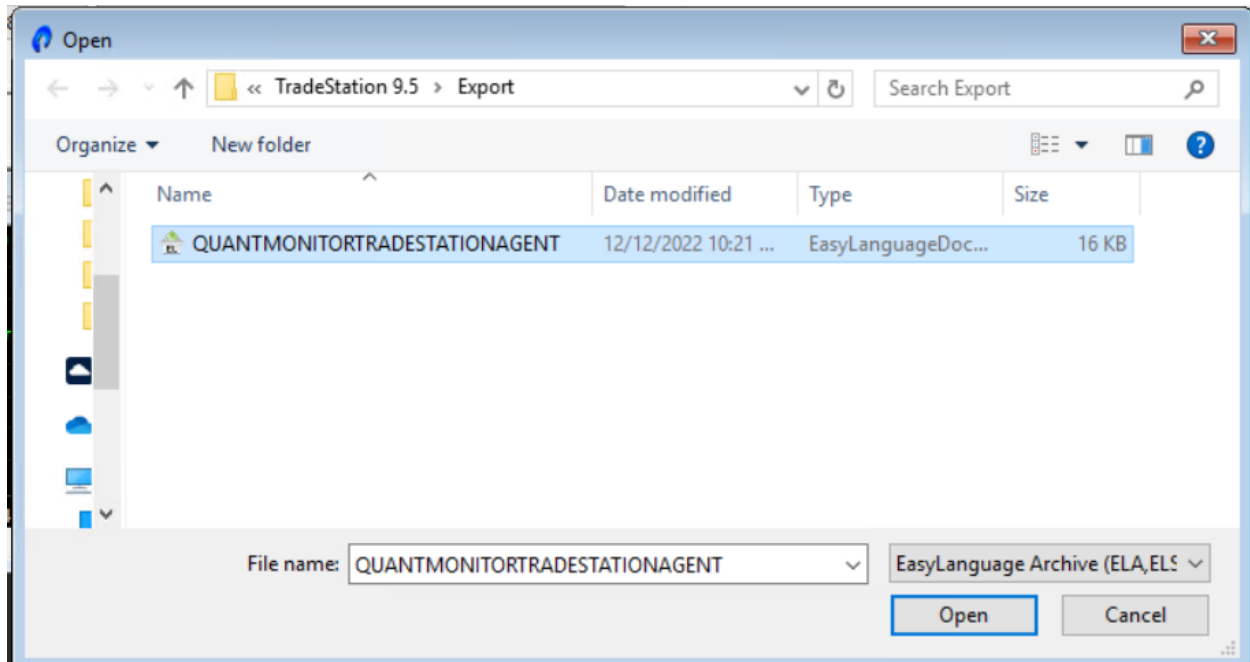 Open
« TradeStation 9.5 > Export
Search Export
Organize
New folder
Name
Date modified
Type
Size
QUANTMONITORTRADESTATIONAGENT
12/12/2022 10:21 ...
EasyLanguageDoc...
16 KB
File name:
QUANTMONITORTRADESTATIONAGENT
EasyLanguage Archive (ELA,ELS
Open
Cancel